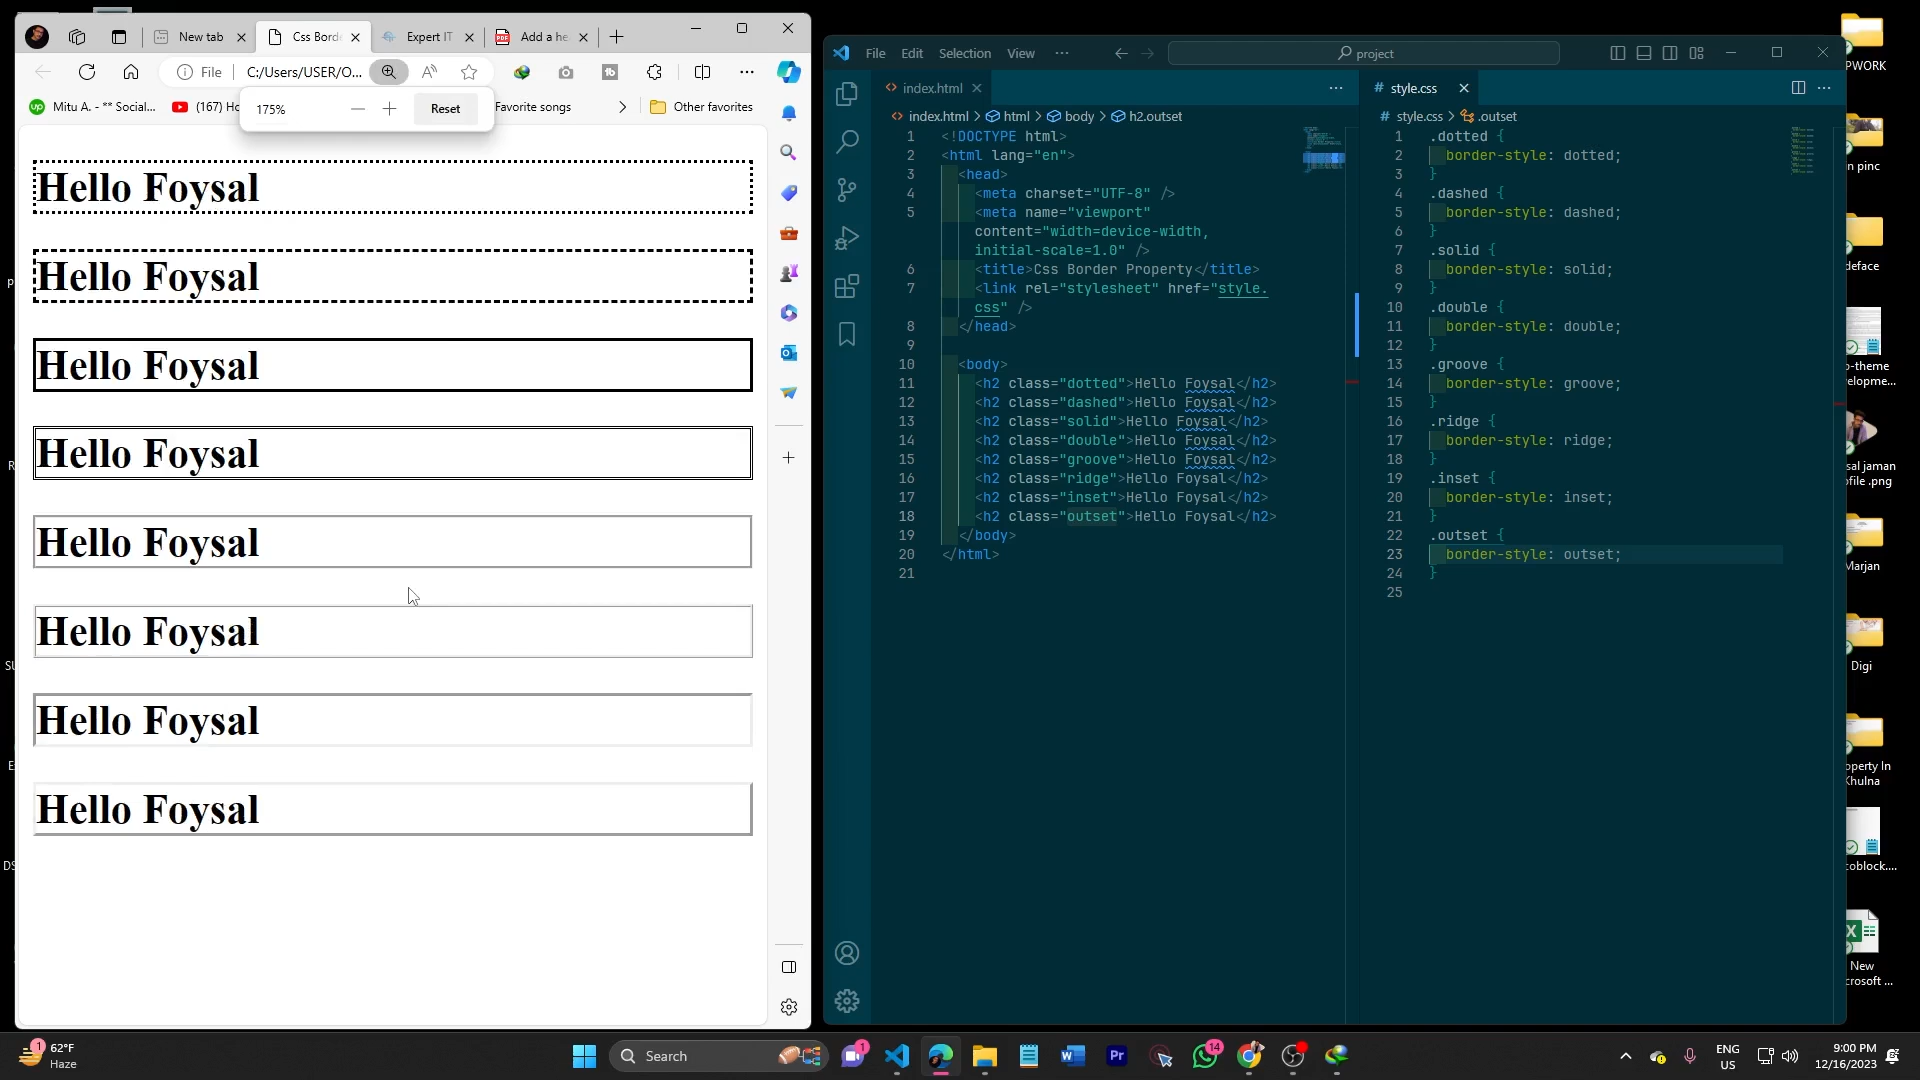 New tab
Css Bord
Expert IT
Add a he
File
C:/Users/USER/O...
Mitu A. - ** Social...
(167) Ho
Favorite songs
Other favorites
175%
Reset
Hello Foysal
Hello Foysal
Hello Foysal
Hello Foysal
Hello Foysal
Hello Foysal
Hello Foysal
Hello Foysal
File Edit Selection View ...
project
index.html
html > body > h2.outset
index.html
1 <!DOCTYPE html>
2 <html lang="en">
3 <head>
4 <meta charset="UTF-8" />
5 <meta name="viewport"
content="width=device-width,
initial-scale=1.0" />
6 <title>Css Border Property</title>
7 <link rel="stylesheet" href="style.
css" />
8 </head>
9
10 <body>
11 <h2 class="dotted">Hello Foysal</h2>
12 <h2 class="dashed">Hello Foysal</h2>
13 <h2 class="solid">Hello Foysal</h2>
14 <h2 class="double">Hello Foysal</h2>
15 <h2 class="groove">Hello Foysal</h2>
16 <h2 class="ridge">Hello Foysal</h2>
17 <h2 class="inset">Hello Foysal</h2>
18 <h2 class="outset">Hello Foysal</h2>
19 </body>
20 </html>
21
# style.css
# style.css > .outset
1 .dotted {
2 border-style: dotted;
3 }
4 .dashed {
5 border-style: dashed;
6 }
7 .solid {
8 border-style: solid;
9 }
10 .double {
11 border-style: double;
12 }
13 .groove {
14 border-style: groove;
15 }
16 .ridge {
17 border-style: ridge;
18 }
19 .inset {
20 border-style: inset;
21 }
22 .outset {
23 border-style: outset;
24 }
25
PWORK
n pinc
deface
o-theme
elopme...
sal jaman
ofile .png
Marjan
Digi
operty In
Khulna
coblock....
New
crosoft ...
62°F
Haze
Search
ENG
US
9:00 PM
12/16/2023